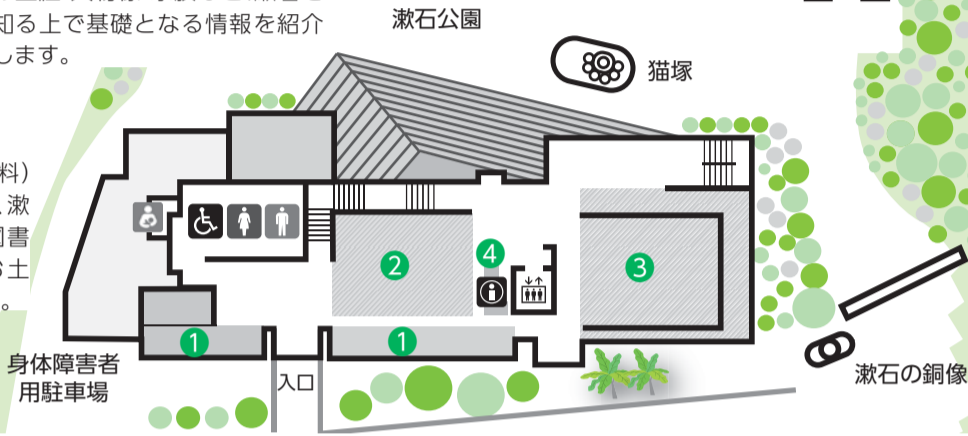 知る上で基礎となる情報を紹介
します。
料)
漱
書
土
。
漱石公園
猫塚
2
4
3
1
1
身体障害者
用駐車場
入口
漱石の銅像